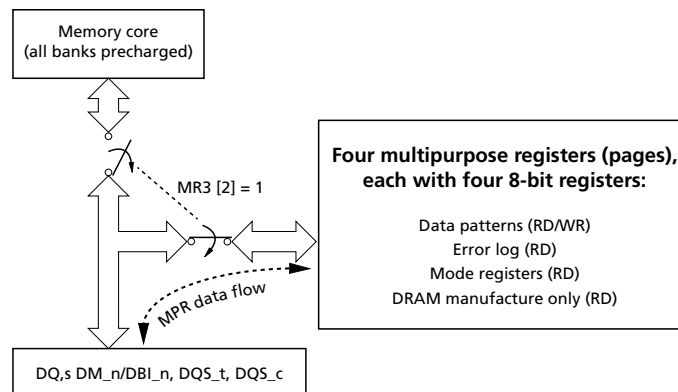 Memory core
(all banks precharged)
Four multipurpose registers (pages),
each with four 8-bit registers:
Data patterns (RD/WR)
Error log (RD)
Mode registers (RD)
DRAM manufacture only (RD)
MR3 [2] = 1
MPR data flow
DQ,s DM_n/DBI_n, DQS_t, DQS_c